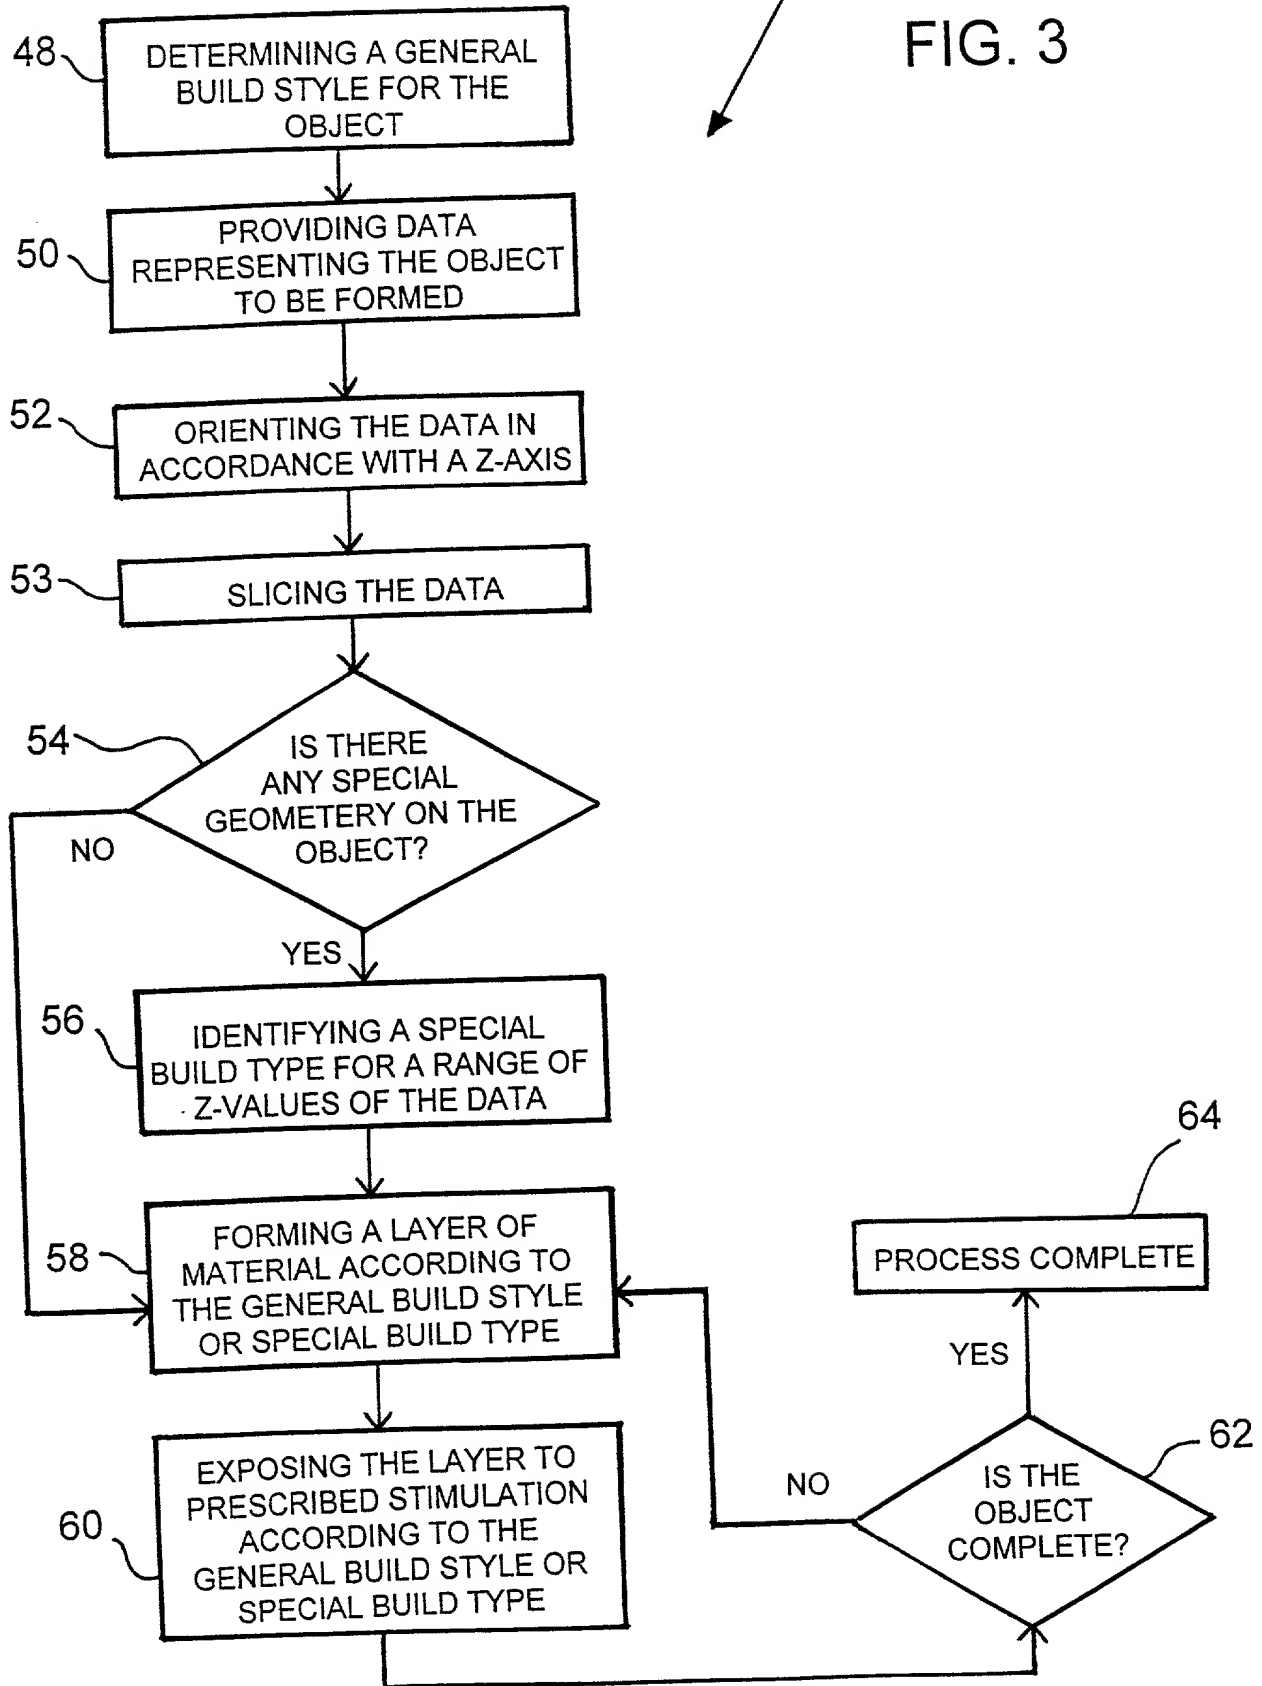 FIG. 3
48
DETERMINING A GENERAL
BUILD STYLE FOR THE
OBJECT
50
PROVIDING DATA
REPRESENTING THE OBJECT
TO BE FORMED
52
ORIENTING THE DATA IN
ACCORDANCE WITH A Z-AXIS
53
SLICING THE DATA
54
IS THERE
ANY SPECIAL
GEOMETERY ON THE
OBJECT?
NO
YES
56
IDENTIFYING A SPECIAL
BUILD TYPE FOR A RANGE OF
Z-VALUES OF THE DATA
58
FORMING A LAYER OF
MATERIAL ACCORDING TO
THE GENERAL BUILD STYLE
OR SPECIAL BUILD TYPE
60
EXPOSING THE LAYER TO
PRESCRIBED STIMULATION
ACCORDING TO THE
GENERAL BUILD STYLE OR
SPECIAL BUILD TYPE
64
PROCESS COMPLETE
YES
62
NO
IS THE
OBJECT
COMPLETE?